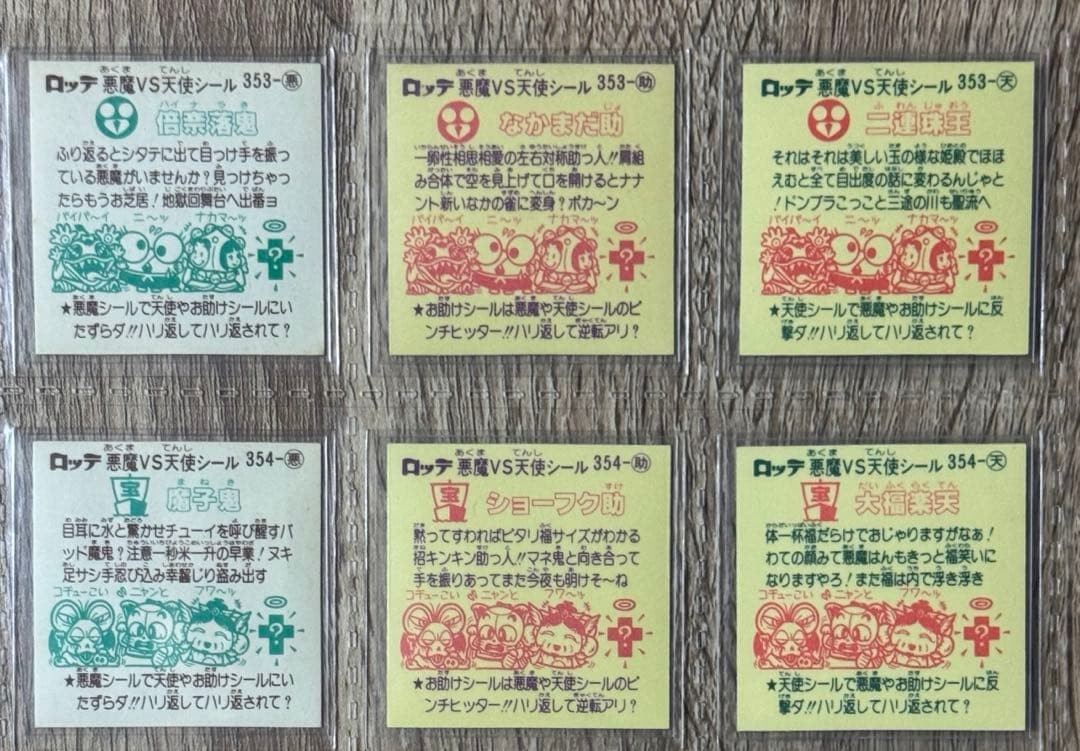 ロッテ 悪魔VS天使シール 353-悪
倍奈落鬼
ふり返るとシタテに出て目っけ手を振っ
ている悪魔がいませんか?見っけちゃっ
たらもうお芝居!地獄回舞台へ出番ョ
パイパ〜イ ニ〜ッ ナカマ〜ッ
?
★悪魔シールで天使やお助けシールにい
たずらダ!!ハリ返してハリ返されて?
ロッテ 悪魔VS天使シール 353-助
なかまだ助
一卵性相思相愛の左右対称助っ人!!肩組
み合体で空を見上げて口を開けるとナナ
ント新いなかの雀に変身?ポカ〜ン
パイパ〜イ ニ〜ッ ナカマ〜ッ
?
★お助けシールは悪魔や天使シールのピ
ンチヒッター!!ハリ返して逆転アリ?
ロッテ 悪魔VS天使シール 353-天
二連珠王
それはそれは美しい玉の様な姫殿でほほ
えむと全て目出度の話に変わるんじゃと
!ドンブラこっこと三途の川も聖流へ
パイパ〜イ ニ〜ッ ナカマ〜ッ
?
★天使シールで悪魔やお助けシールに反
撃ダ!!ハリ返してハリ返されて?
ロッテ 悪魔VS天使シール 354-悪
宝
魔子鬼
目耳に水と驚かせチューイを呼び醒すバ
ッド魔鬼?注意一秒米一升の早業!ヌキ
足サシ手忍び込み幸齧じり盗み出す
コチューこい ニャンと フワ〜ッ
?
★悪魔シールで天使やお助けシールにい
たずらダ!!ハリ返してハリ返されて?
ロッテ 悪魔VS天使シール 354-助
宝
ショーフク助
黙ってすわればピタリ福サイズがわかる
招キンキン助っ人!!マネ鬼と向き合って
手を振りあってまた今夜も明けそ〜ね
コチューこい ニャンと フワ〜ッ
?
★お助けシールは悪魔や天使シールのピ
ンチヒッター!!ハリ返して逆転アリ?
ロッテ 悪魔VS天使シール 354-天
宝
大福楽天
体一杯福だらけでおじゃりますがなぁ!
わての顔みて悪魔はんもきっと福笑いに
なりますやろ!また福は内で浮き浮き
コチューこい ニャンと フワ〜ッ
?
★天使シールで悪魔やお助けシールに反
撃ダ!!ハリ返してハリ返されて?